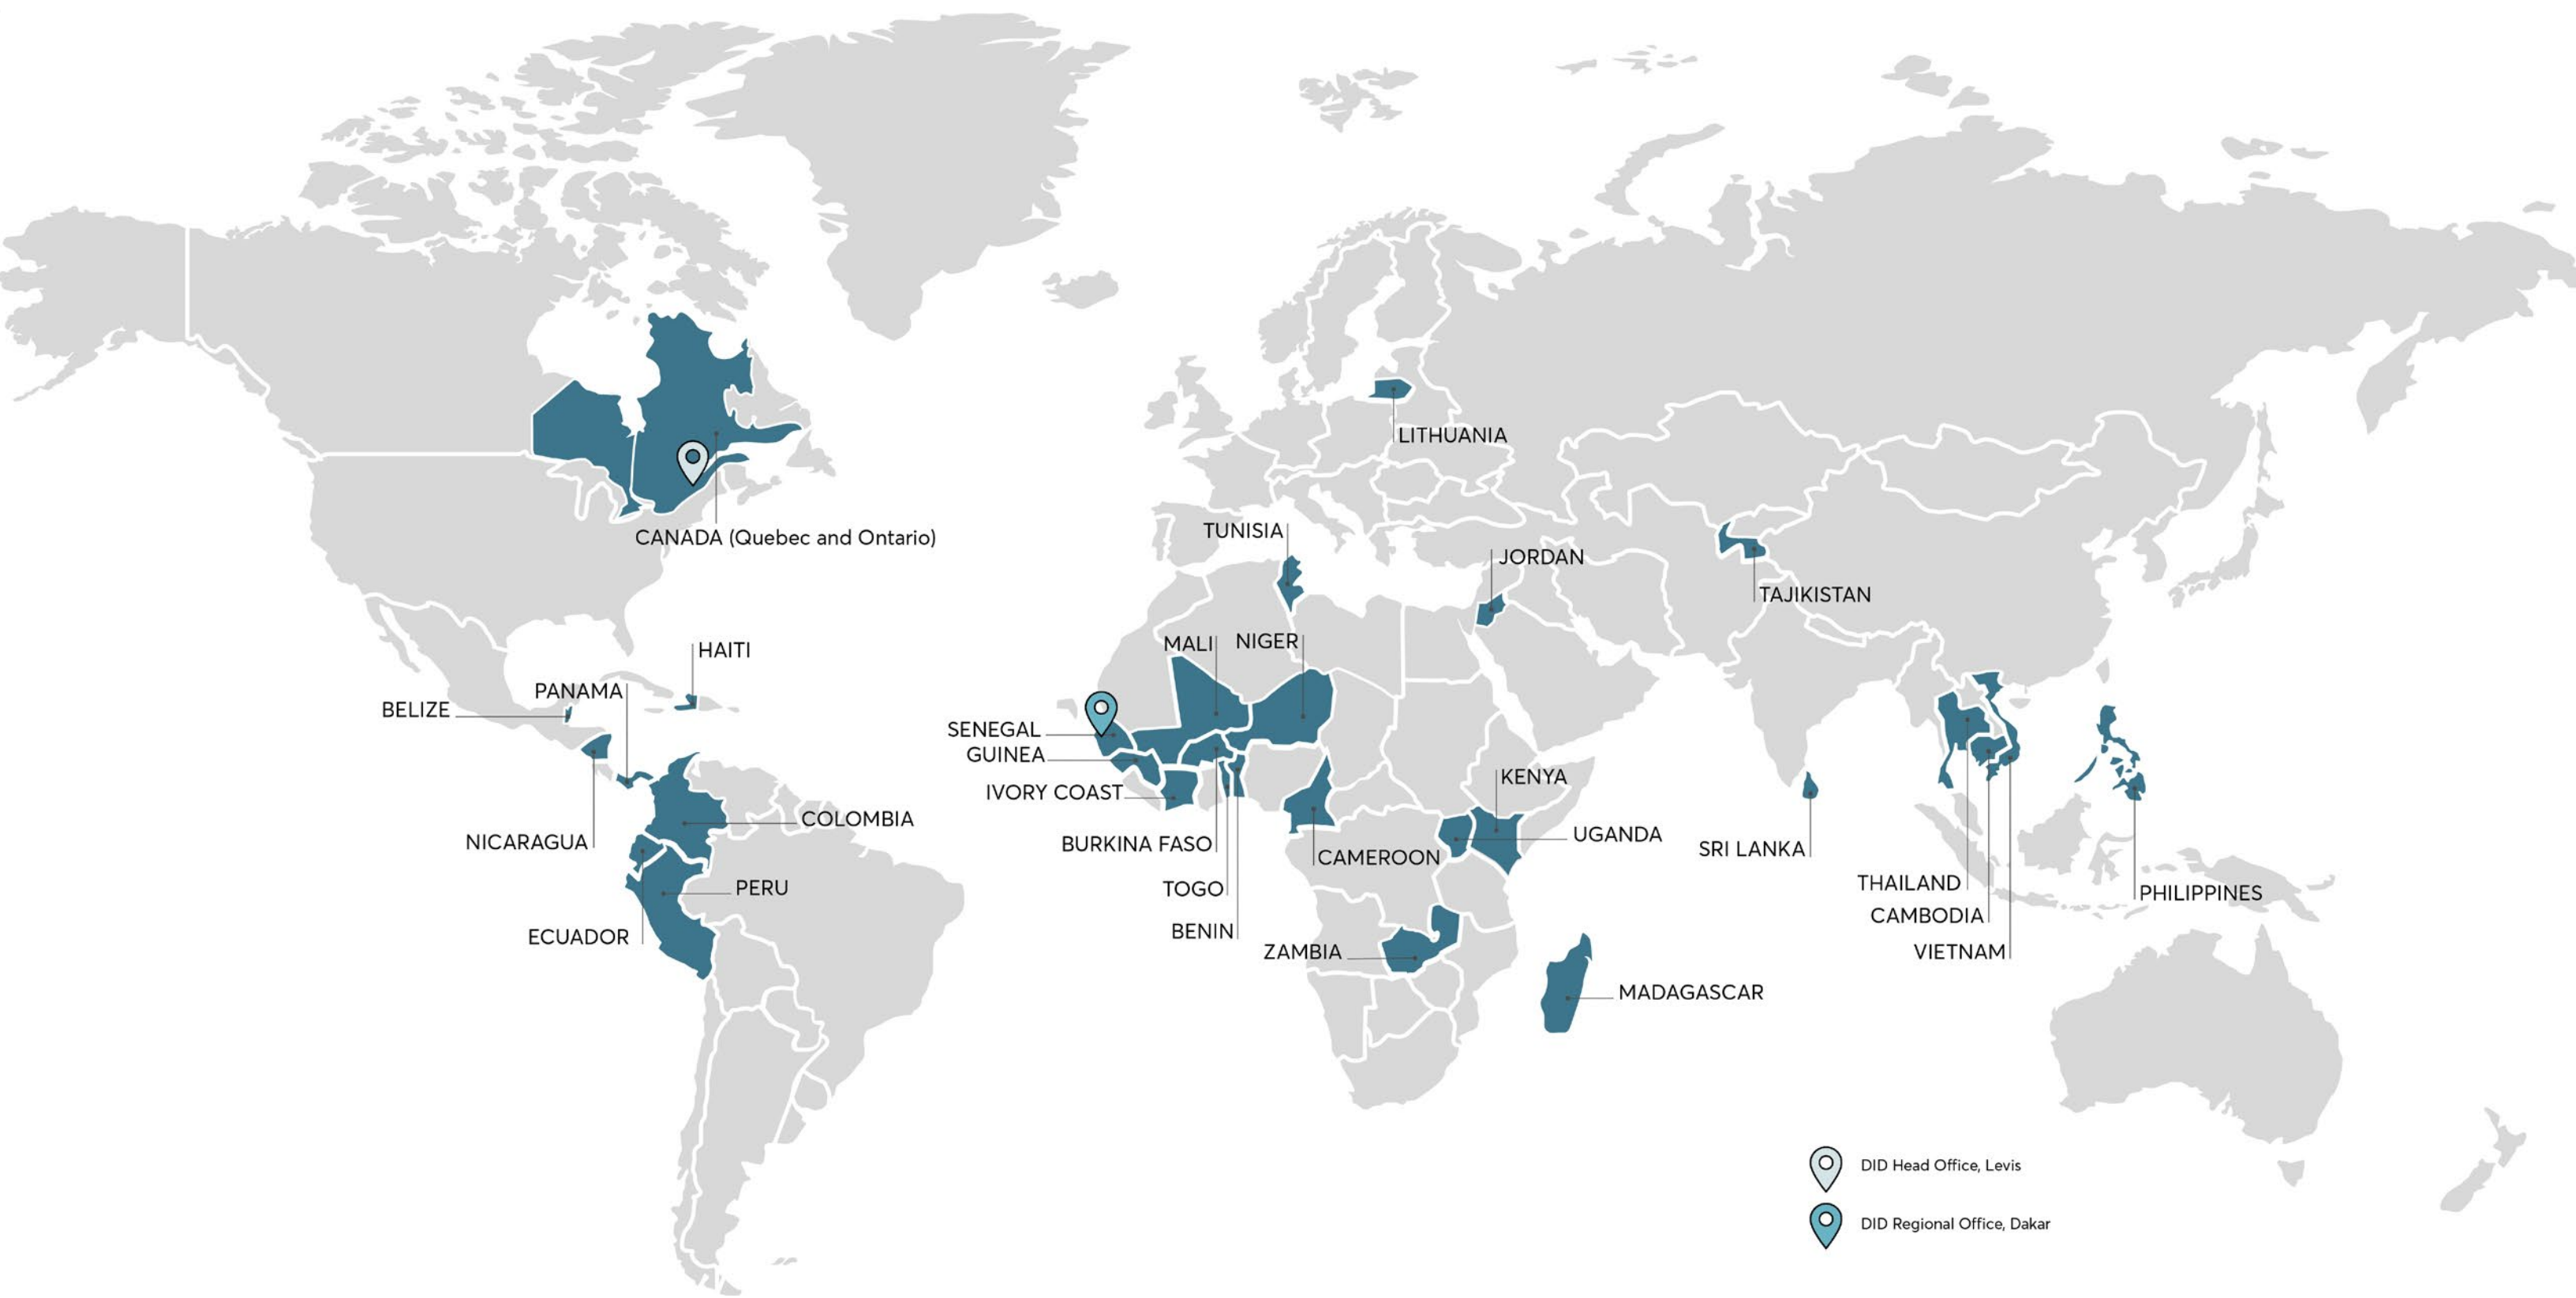 LITHUANIA
TUNISIA
CANADA (Quebec and Ontario)
JORDAN
TAJIKISTAN
MALI
NIGER
HAITI
PANAMA
BELIZE
SENEGAL
GUINEA
KENYA
IVORY COAST
COLOMBIA
UGANDA
NICARAGUA
BURKINA FASO
SRI LANKA
CAMEROON
THAILAND
PERU
TOGO
PHILIPPINES
CAMBODIA
BENIN
ECUADOR
ZAMBIA
VIETNAM
MADAGASCAR
DID Head Office, Levis
DID Regional Office, Dakar